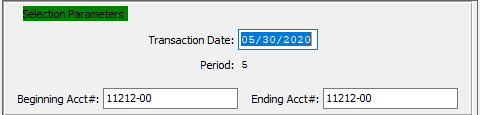 Selection Parameters
Transaction Date: 05/30/2020
Period: 5
Beginning Acct#: 11212-00 Ending Acct#: 11212-00